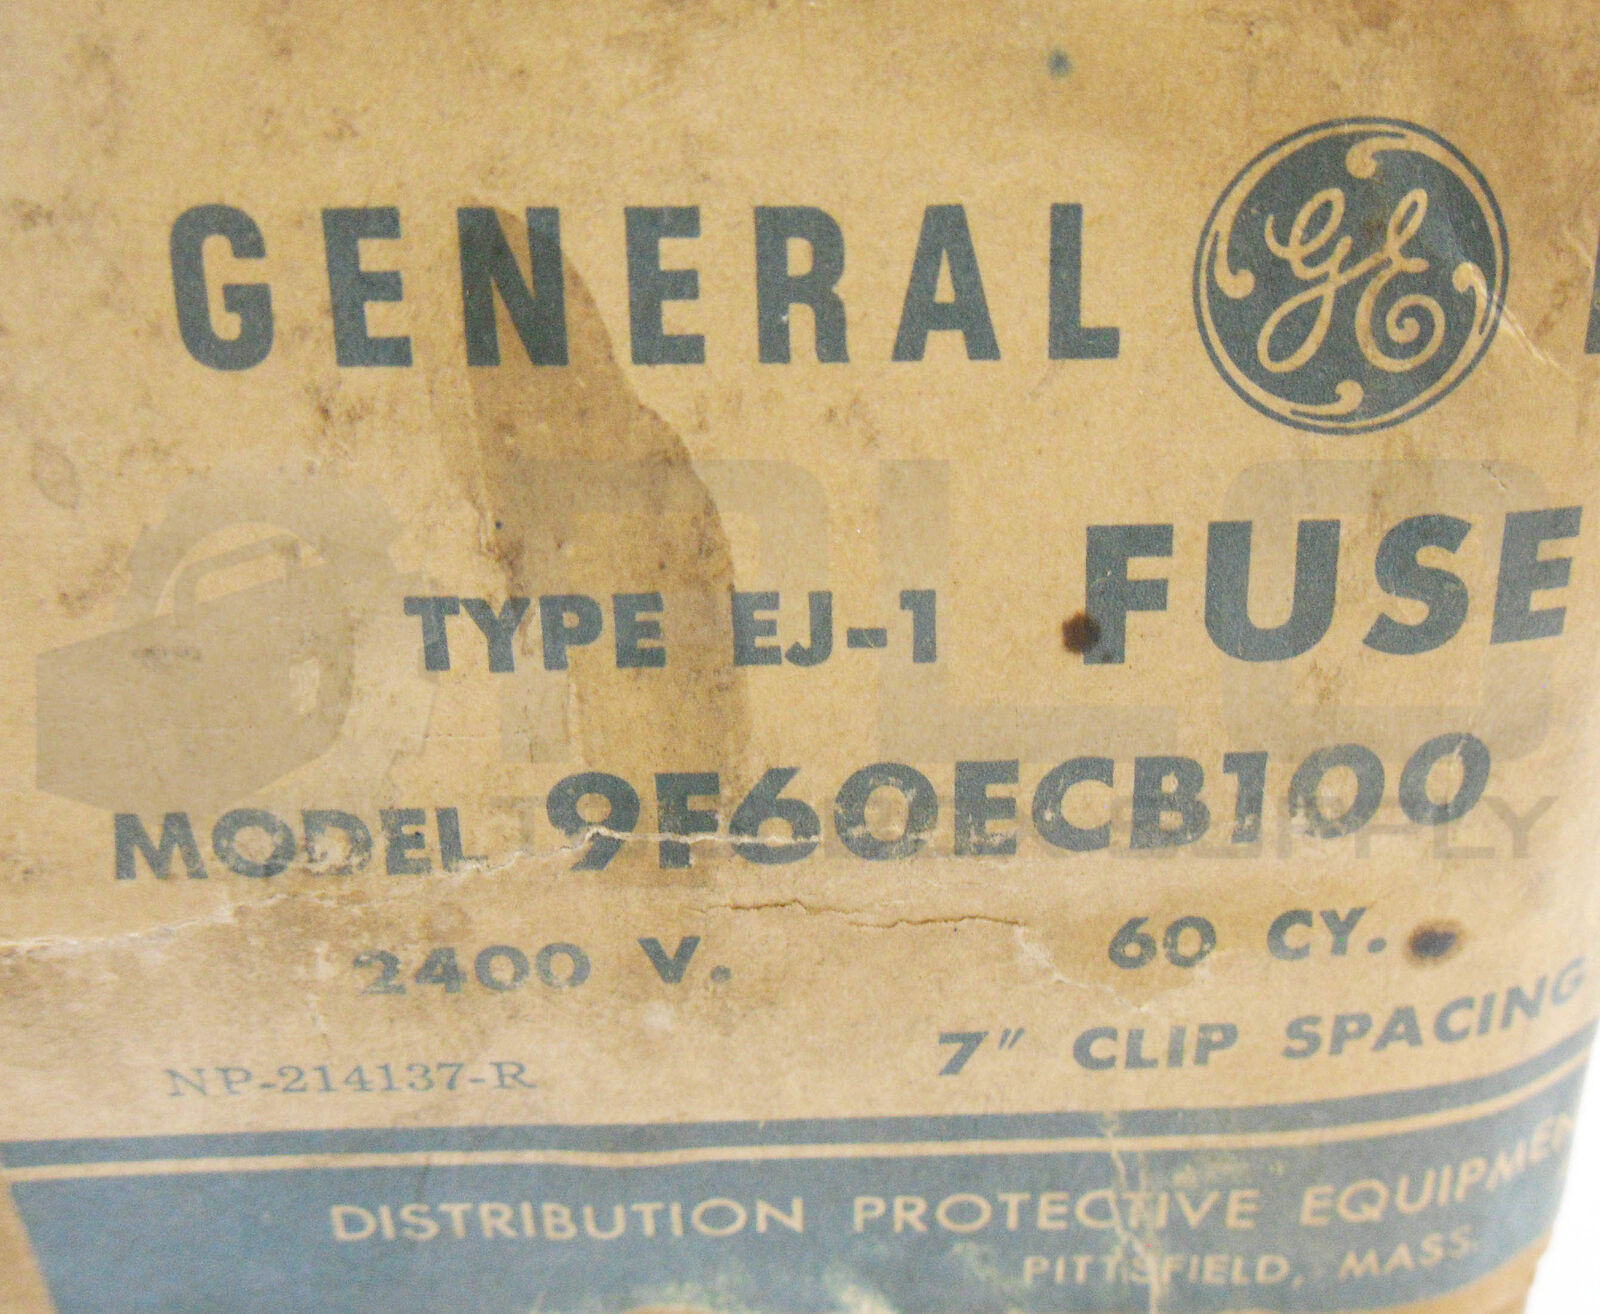 GENERAL GE
TYPE EJ-1 FUSE
MODEL 9F60ECB100
2400 V. 60 CY.
7" CLIP SPACING
NP-214137-R
DISTRIBUTION PROTECTIVE EQUIPMEN
PITTSFIELD, MASS.